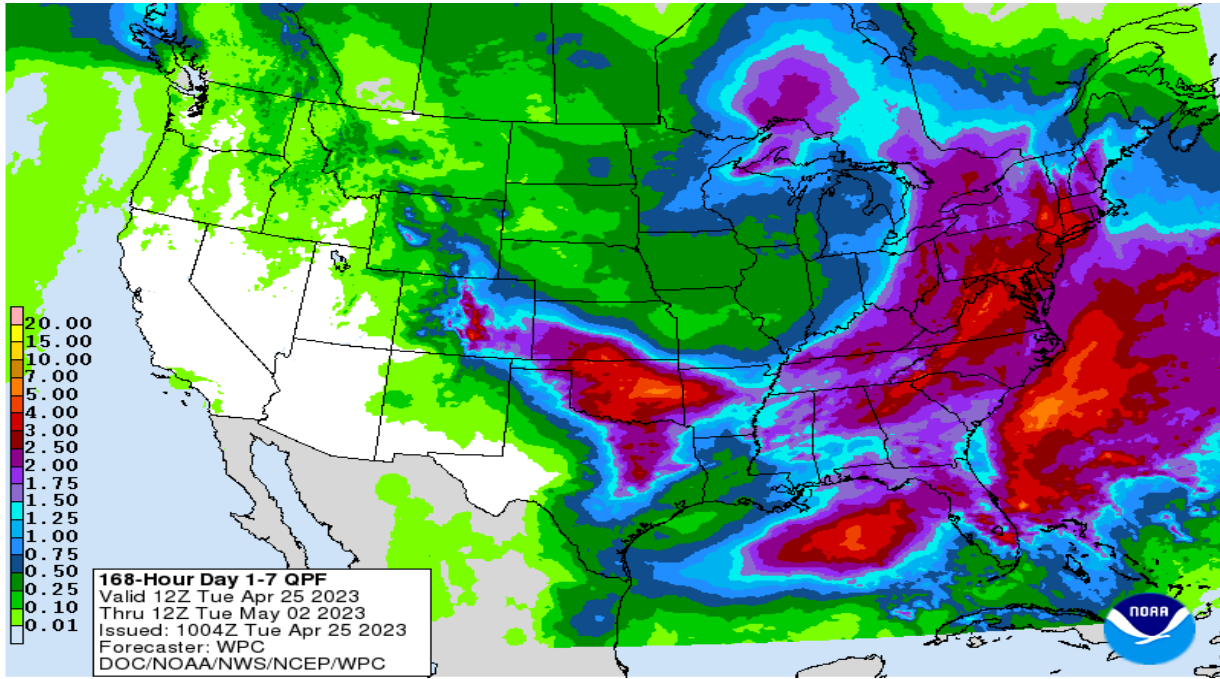 20.00
15.00
10.00
7.00
5.00
4.00
3.00
2.50
2.00
1.75
1.50
1.25
1.00
0.75
0.50
0.25
0.10
0.01
168-Hour Day 1-7 QPF
Valid 12Z Tue Apr 25 2023
Thru 12Z Tue May 02 2023
Issued: 1004Z Tue Apr 25 2023
Forecaster: WPC
DOC/NOAA/NWS/NCEP/WPC
NOAA